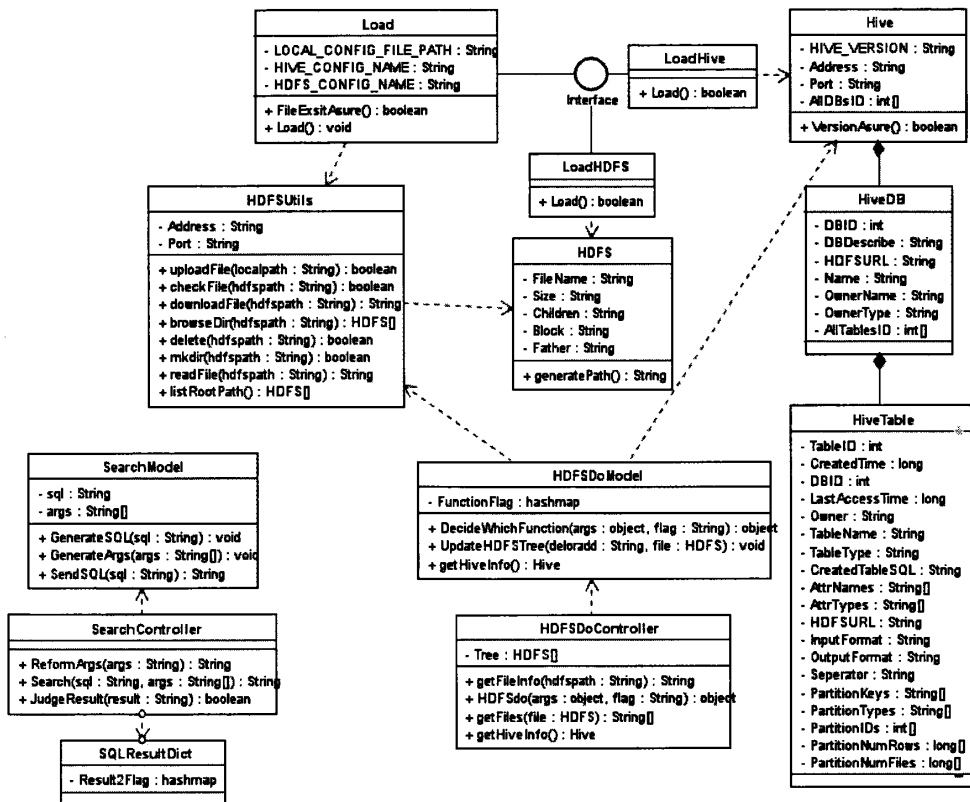 Load
- LOCAL_CONFIG_FILE_PATH : String
- HIVE_CONFIG_NAME : String
- HDFS_CONFIG_NAME : String
+ FileExsitAsure() : boolean
+ Load() : void
Interface
LoadHive
+ Load() : boolean
Hive
- HIVE_VERSION : String
- Address : String
- Port : String
- AllDBsID : int[]
+ VersionAsure() : boolean
LoadHDFS
+ Load() : boolean
HDFSUtils
- Address : String
- Port : String
+ uploadFile(localpath : String) : boolean
+ checkFile(hdfspath : String) : boolean
+ downloadFile(hdfspath : String) : String
+ browseDir(hdfspath : String) : HDFS[]
+ delete(hdfspath : String) : boolean
+ mkdir(hdfspath : String) : boolean
+ readFile(hdfspath : String) : String
+ listRootPath() : HDFS[]
HDFS
- FileName : String
- Size : String
- Children : String
- Block : String
- Father : String
+ generatePath() : String
HiveDB
- DBID : int
- DBDescribe : String
- HDFSURL : String
- Name : String
- OwnerName : String
- OwnerType : String
- AllTablesID : int[]
HiveTable
- TableID : int
- CreatedTime : long
- DBID : int
- LastAccessTime : long
- Owner : String
- TableName : String
- TableType : String
- CreatedTableSQL : String
- AttrNames : String[]
- AttrTypes : String[]
- HDFSURL : String
- InputFormat : String
- OutputFormat : String
- Seperator : String
- PartitionKeys : String[]
- PartitionTypes : String[]
- PartitionIDs : int[]
- PartitionNumRows : long[]
- PartitionNumFiles : long[]
SearchModel
- sql : String
- args : String[]
+ GenerateSQL(sql : String) : void
+ GenerateArgs(args : String[]) : void
+ SendSQL(sql : String) : String
HDFSDoModel
- FunctionFlag : hashmap
+ DecideWhichFunction(args : object, flag : String) : object
+ UpdateHDFSTree(deloradd : String, file : HDFS) : void
+ getHiveInfo() : Hive
SearchController
+ ReformArgs(args : String) : String
+ Search(sql : String, args : String[]) : String
+ JudgeResult(result : String) : boolean
HDFSDoController
- Tree : HDFS[]
+ getFileInfo(hdfspath : String) : String
+ HDFSdo(args : object, flag : String) : object
+ getFiles(file : HDFS) : String[]
+ getHiveInfo() : Hive
SQLResultDict
- Result2Flag : hashmap